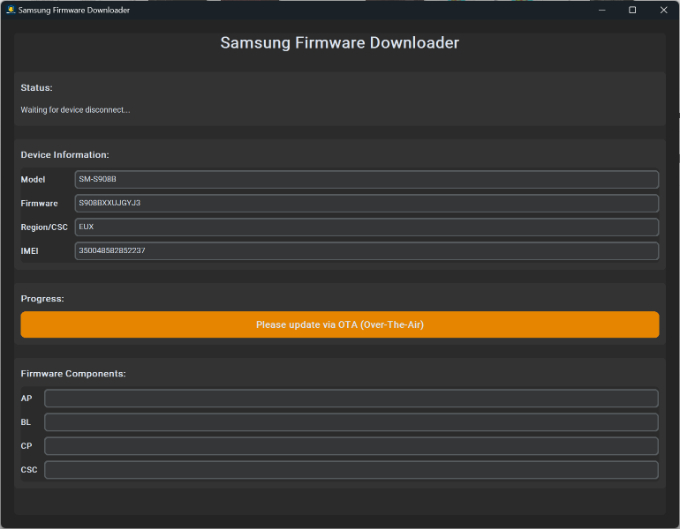 Samsung Firmware Downloader
Samsung Firmware Downloader
Status:
Waiting for device disconnect...
Device Information:
Model SM-S908B
Firmware S908BXXUJGYJ3
Region/CSC EUX
IMEI 350048582852237
Progress:
Please update via OTA (Over-The-Air)
Firmware Components:
AP
BL
CP
CSC